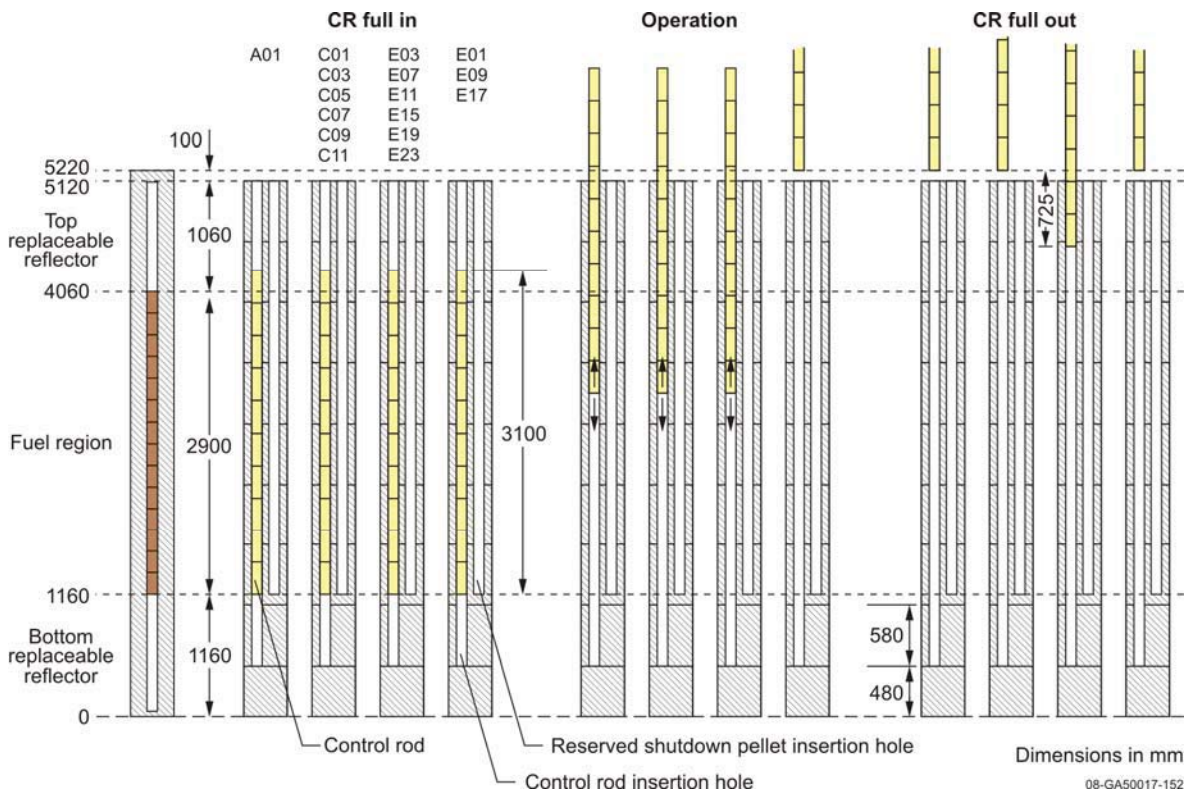 CR full in
Operation
CR full out
A01
C01
C03
C05
C07
C09
C11
E03
E07
E11
E15
E19
E23
E01
E09
E17
100
5220
5120
Top
replaceable
reflector
1060
4060
Fuel region
2900
3100
725
1160
Bottom
replaceable
reflector
1160
580
480
0
Control rod
Reserved shutdown pellet insertion hole
Control rod insertion hole
Dimensions in mm
08-GA50017-152